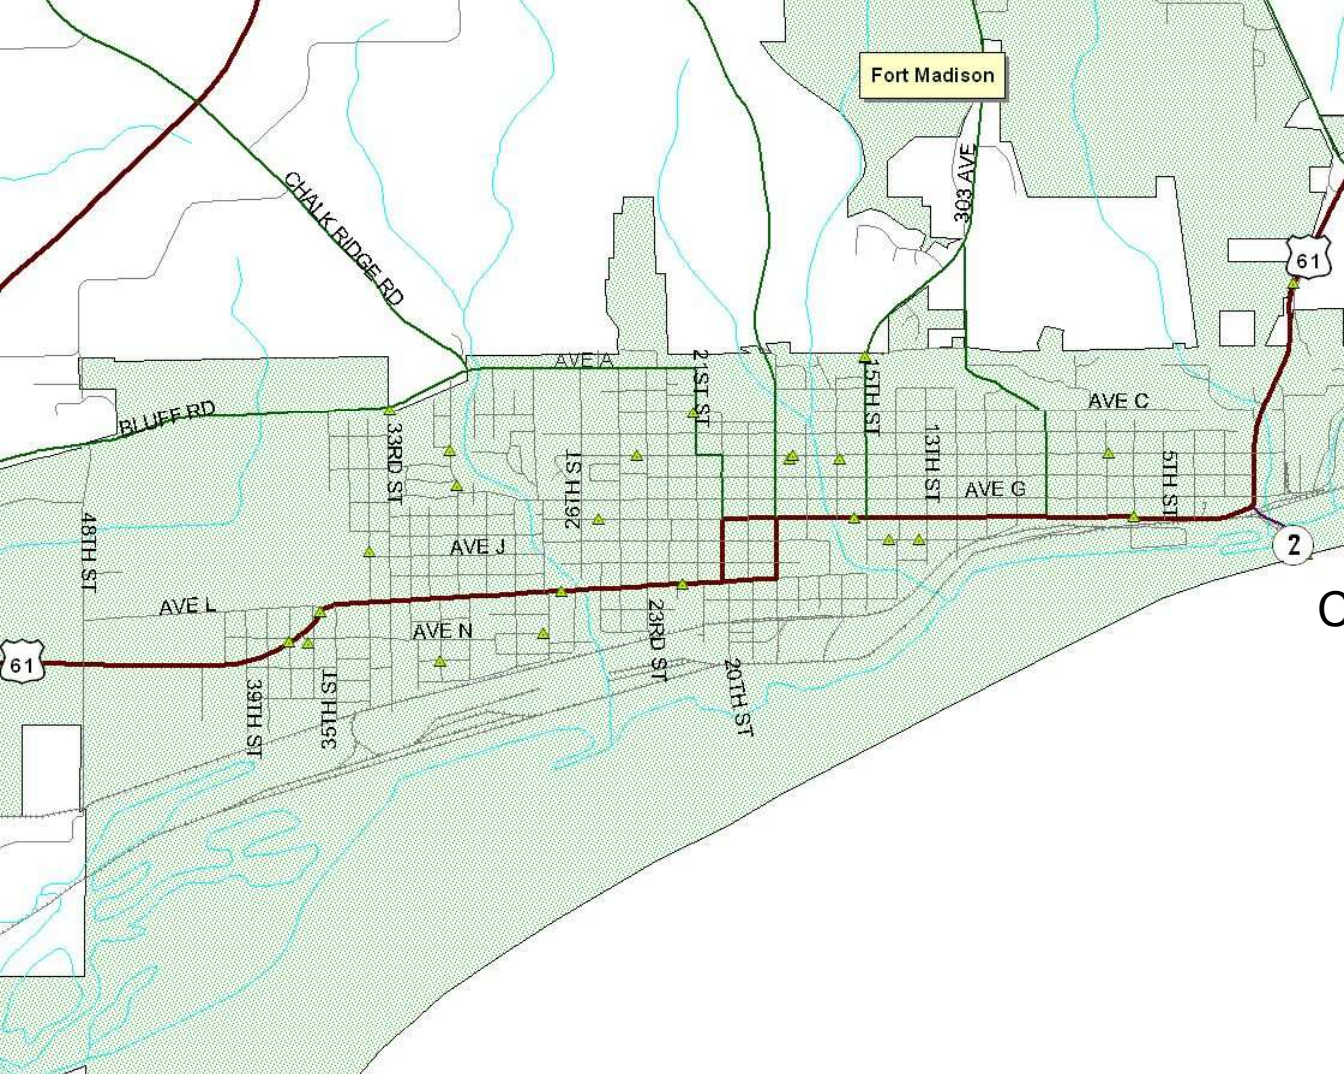 Fort Madison
303 AVE
CHALK RIDGE RD
61
AVE A
21ST ST
15TH ST
AVE C
BLUFF RD
33RD ST
13TH ST
26TH ST
5TH ST
AVE G
48TH ST
AVE J
2
AVE L
AVE N
23RD ST
61
20TH ST
39TH ST
35TH ST